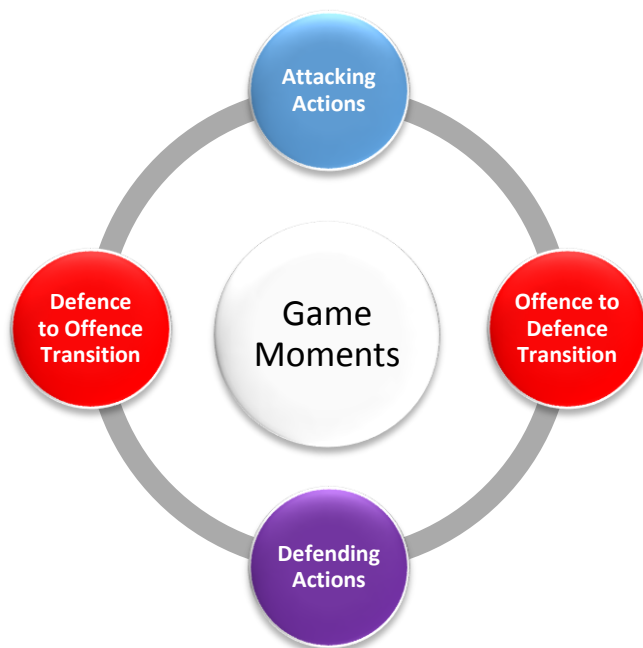 Attacking
Actions
Defence
to Offence
Transition
Game
Moments
Offence to
Defence
Transition
Defending
Actions